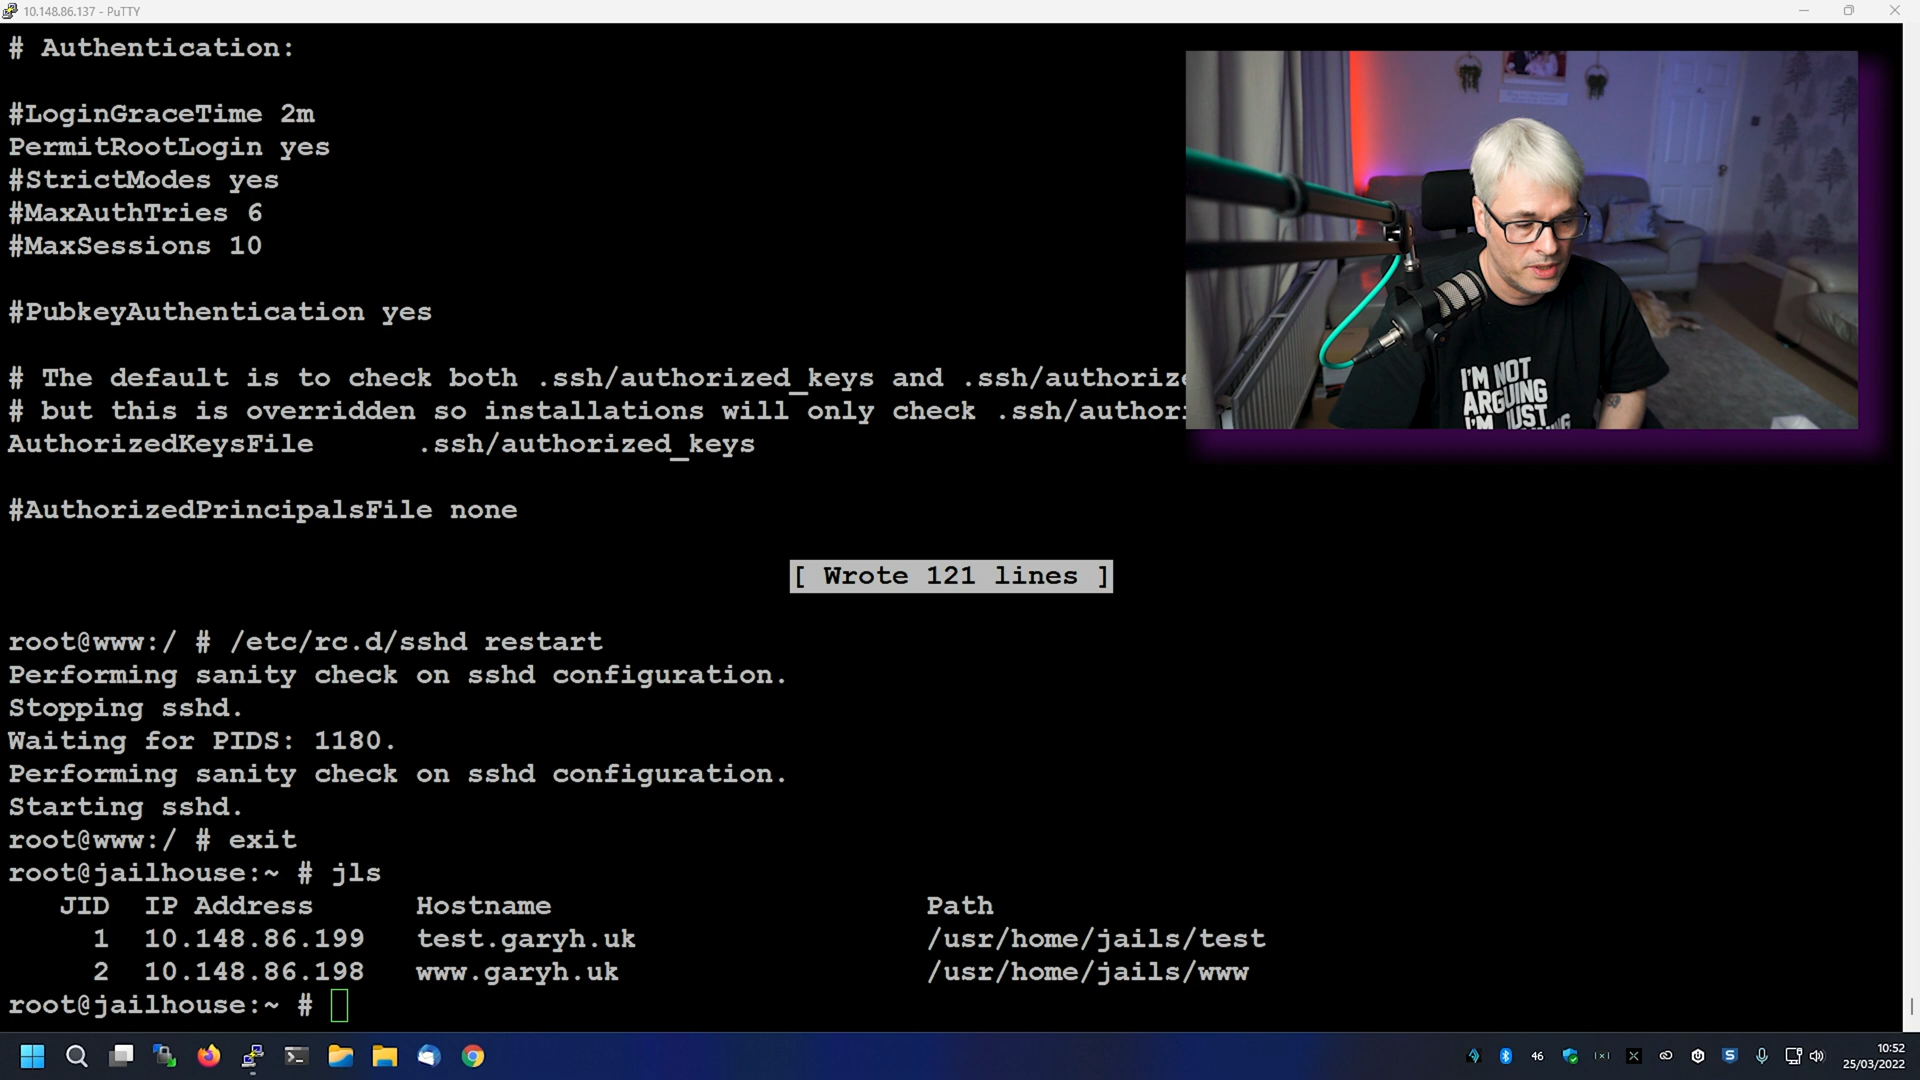 10.148.86.137 - PuTTY
# Authentication:
#LoginGraceTime 2m
PermitRootLogin yes
#StrictModes yes
#MaxAuthTries 6
#MaxSessions 10
#PubkeyAuthentication yes
# The default is to check both .ssh/authorized_keys and .ssh/authorize
# but this is overridden so installations will only check .ssh/author
AuthorizedKeysFile .ssh/authorized_keys
#AuthorizedPrincipalsFile none
[ Wrote 121 lines ]
root@www:/ # /etc/rc.d/sshd restart
Performing sanity check on sshd configuration.
Stopping sshd.
Waiting for PIDS: 1180.
Performing sanity check on sshd configuration.
Starting sshd.
root@www:/ # exit
root@jailhouse:~ # jls
JID IP Address Hostname Path
1 10.148.86.199 test.garyh.uk /usr/home/jails/test
2 10.148.86.198 www.garyh.uk /usr/home/jails/www
root@jailhouse:~ #
I'M NOT
ARGUING
I'M JUST
46
10:52
25/03/2022